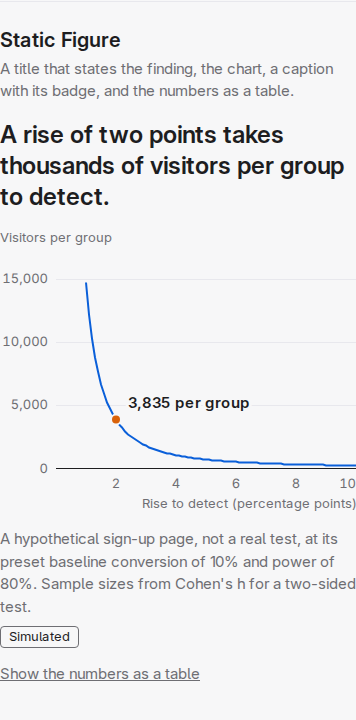 Static Figure
A title that states the finding, the chart, a caption
with its badge, and the numbers as a table.
A rise of two points takes
thousands of visitors per group
to detect.
Visitors per group
15,000
10,000
5,000
3,835 per group
0
2 4 6 8 10
Rise to detect (percentage points)
A hypothetical sign-up page, not a real test, at its
preset baseline conversion of 10% and power of
80%. Sample sizes from Cohen's h for a two-sided
test.
Simulated
Show the numbers as a table